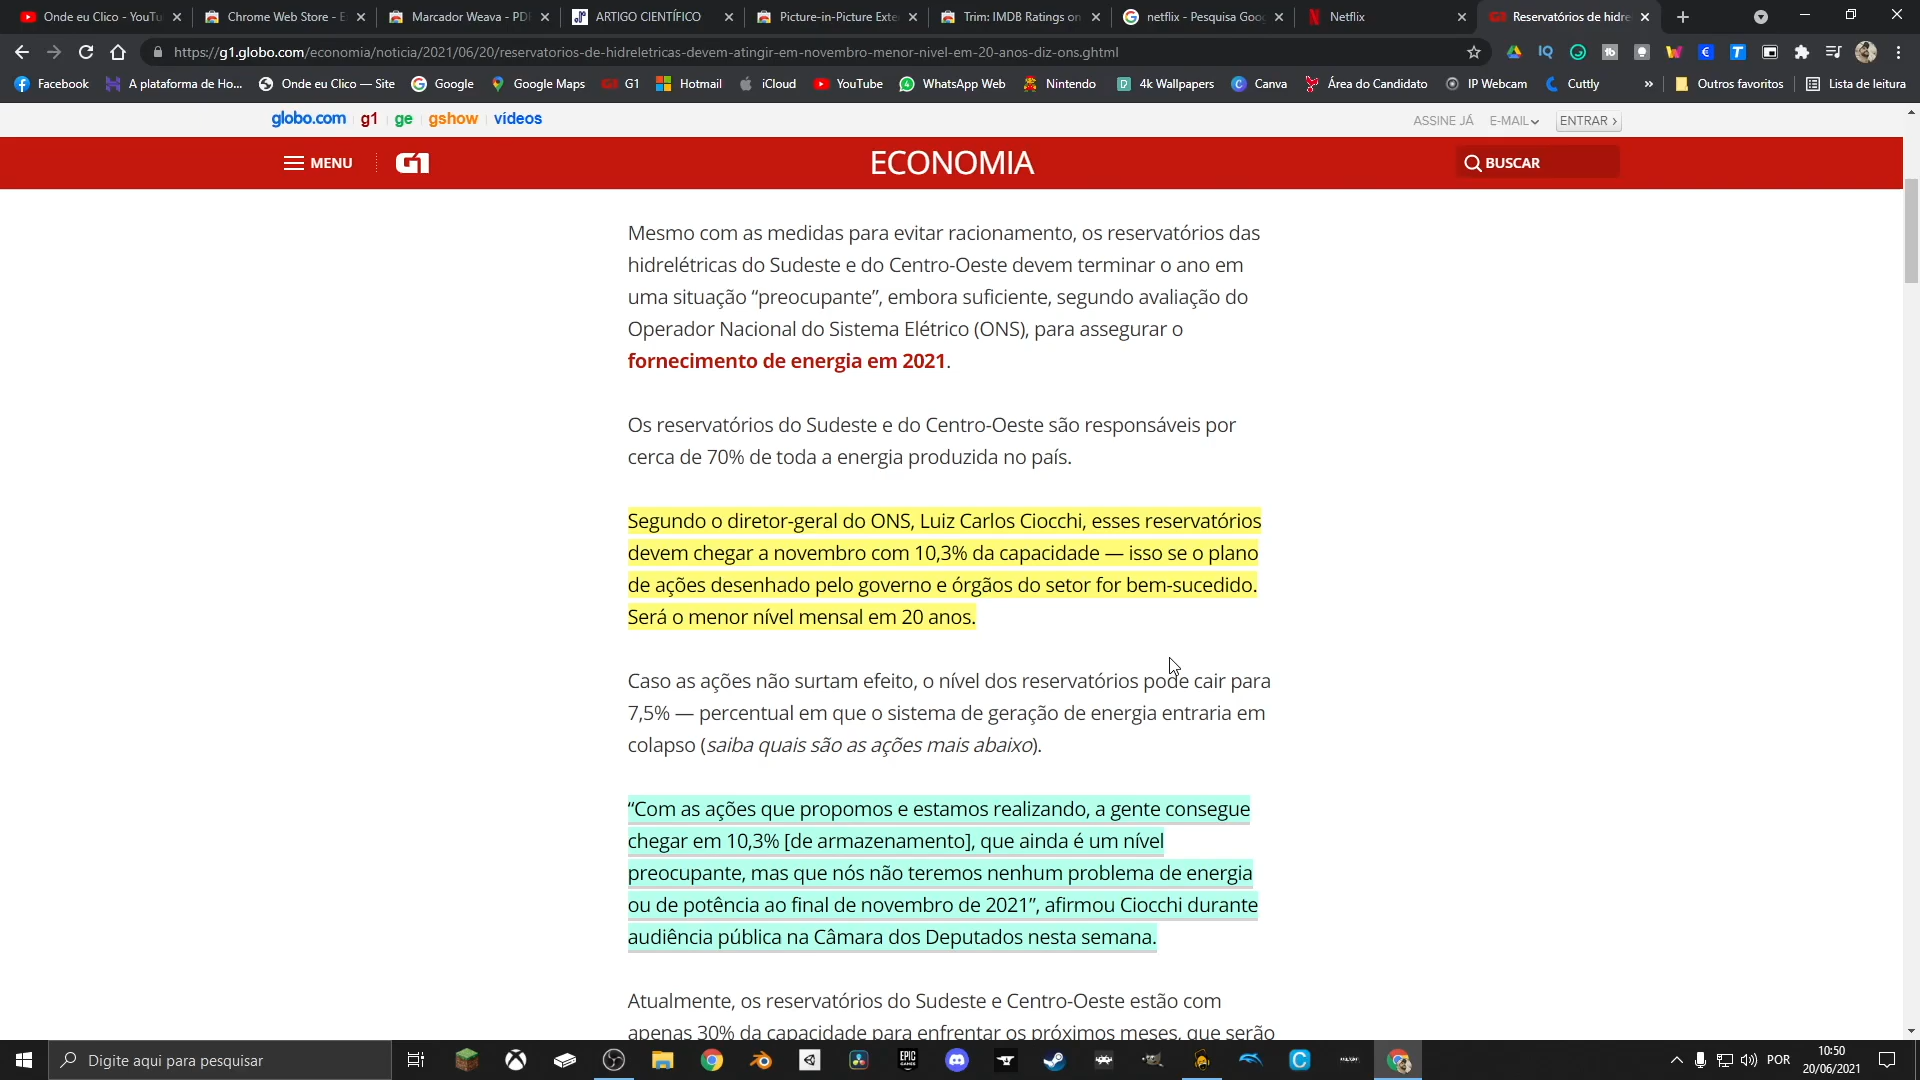 Onde eu Clico - YouTu
Chrome Web Store - E
Marcador Weava - PDF
ARTIGO CIENTÍFICO
Picture-in-Picture Exte
Trim: IMDB Ratings on
netflix - Pesquisa Goog
Netflix
Reservatórios de hidre
https://g1.globo.com/economia/noticia/2021/06/20/reservatorios-de-hidreletricas-devem-atingir-em-novembro-menor-nivel-em-20-anos-diz-ons.ghtml
Facebook
A plataforma de Ho...
Onde eu Clico — Site
Google
Google Maps
G1
Hotmail
iCloud
YouTube
WhatsApp Web
Nintendo
4k Wallpapers
Canva
Área do Candidato
IP Webcam
Cuttly
»
Outros favoritos
Lista de leitura
globo.com g1 ge gshow vídeos
ASSINE JÁ E-MAIL ENTRAR ›
MENU G1 ECONOMIA BUSCAR
Mesmo com as medidas para evitar racionamento, os reservatórios das
hidrelétricas do Sudeste e do Centro-Oeste devem terminar o ano em
uma situação “preocupante”, embora suficiente, segundo avaliação do
Operador Nacional do Sistema Elétrico (ONS), para assegurar o
fornecimento de energia em 2021.
Os reservatórios do Sudeste e do Centro-Oeste são responsáveis por
cerca de 70% de toda a energia produzida no país.
Segundo o diretor-geral do ONS, Luiz Carlos Ciocchi, esses reservatórios
devem chegar a novembro com 10,3% da capacidade — isso se o plano
de ações desenhado pelo governo e órgãos do setor for bem-sucedido.
Será o menor nível mensal em 20 anos.
Caso as ações não surtam efeito, o nível dos reservatórios pode cair para
7,5% — percentual em que o sistema de geração de energia entraria em
colapso (saiba quais são as ações mais abaixo).
“Com as ações que propomos e estamos realizando, a gente consegue
chegar em 10,3% [de armazenamento], que ainda é um nível
preocupante, mas que nós não teremos nenhum problema de energia
ou de potência ao final de novembro de 2021”, afirmou Ciocchi durante
audiência pública na Câmara dos Deputados nesta semana.
Atualmente, os reservatórios do Sudeste e Centro-Oeste estão com
apenas 30% da capacidade para enfrentar os próximos meses, que serão
Digite aqui para pesquisar
EPIC GAMES
POR
10:50
20/06/2021